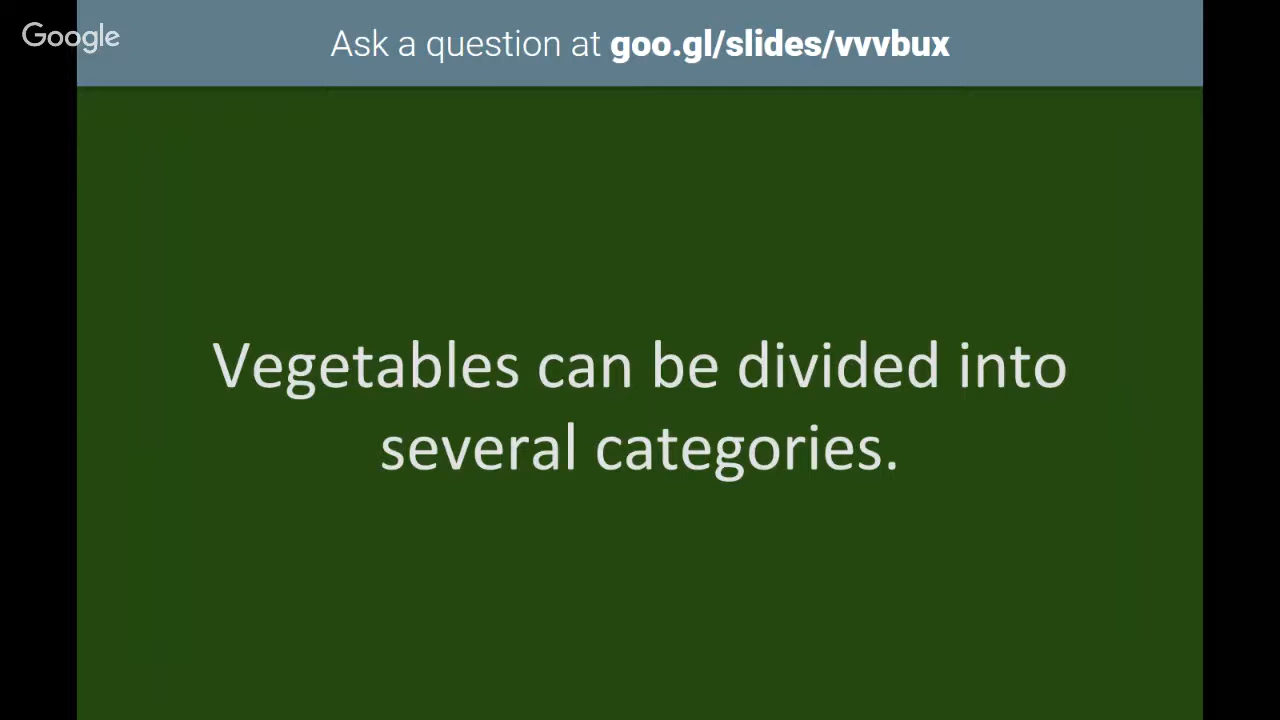 Google
Ask a question at goo.gl/slides/vvvbux
Vegetables can be divided into
several categories.